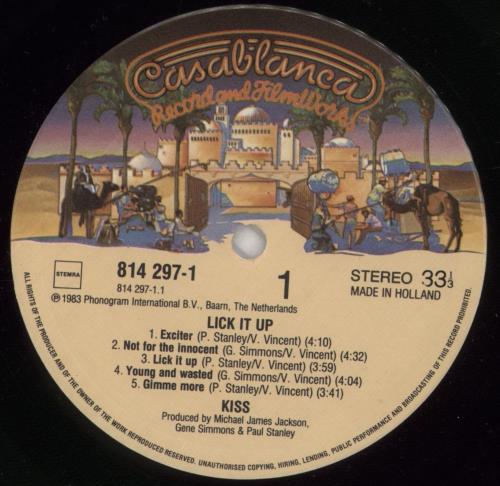 Casablanca
Record and FilmWorks
STEMRA
814 297-1
814 297-1.1
℗1983 Phonogram International B.V., Baarn, The Netherlands
1
STEREO 33⅓
MADE IN HOLLAND
LICK IT UP
1. Exciter (P. Stanley/V. Vincent) (4:10)
2. Not for the innocent (G. Simmons/V. Vincent) (4:32)
3. Lick it up (P. Stanley/V. Vincent) (3:59)
4. Young and wasted (G. Simmons/V. Vincent) (4:04)
5. Gimme more (P. Stanley/V. Vincent) (3:41)
KISS
Produced by Michael James Jackson,
Gene Simmons & Paul Stanley
ALL RIGHTS OF THE PRODUCER AND OF THE OWNER OF THE WORK REPRODUCED RESERVED. UNAUTHORISED COPYING, HIRING, LENDING, PUBLIC PERFORMANCE AND BROADCASTING OF THIS RECORD PROHIBITED.